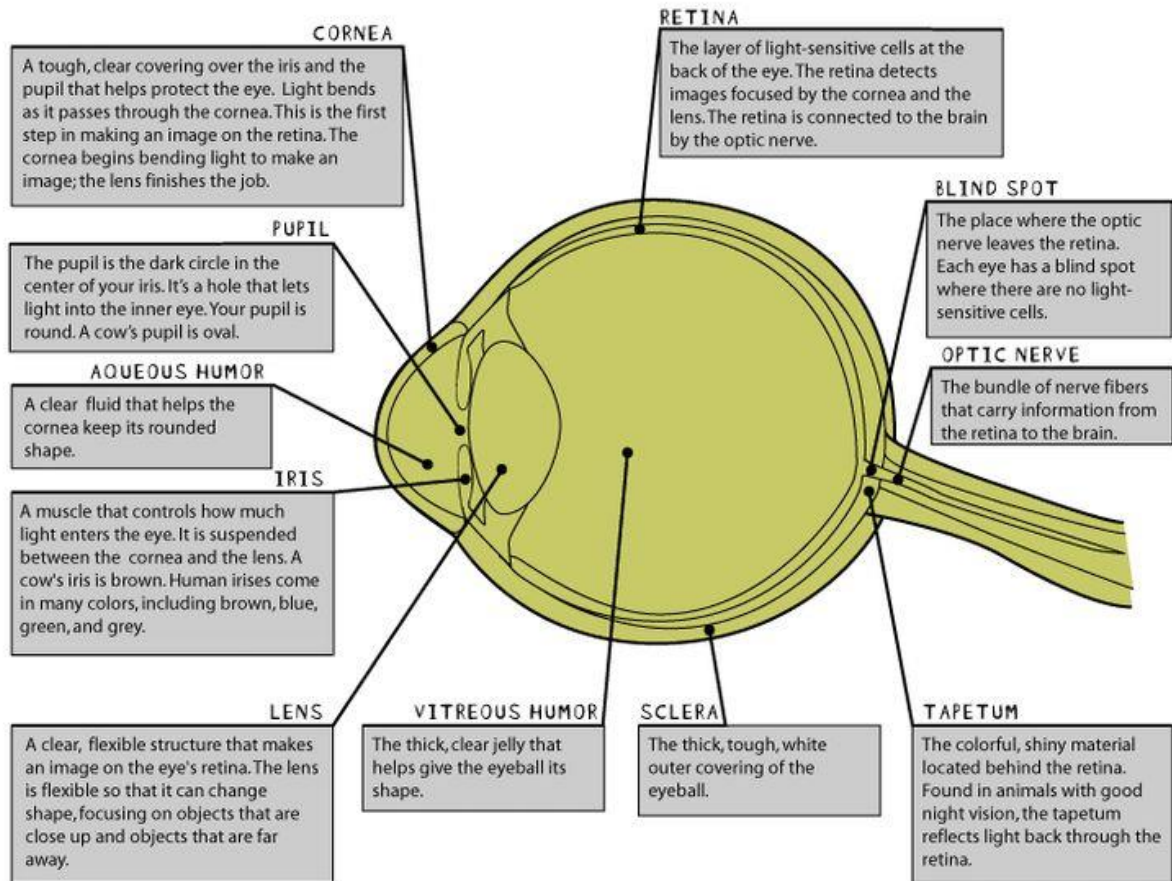 CORNEA
A tough, clear covering over the iris and the
pupil that helps protect the eye. Light bends
as it passes through the cornea. This is the first
step in making an image on the retina. The
cornea begins bending light to make an
image; the lens finishes the job.
PUPIL
The pupil is the dark circle in the
center of your iris. It's a hole that lets
light into the inner eye. Your pupil is
round. A cow's pupil is oval.
AQUEOUS HUMOR
A clear fluid that helps the
cornea keep its rounded
shape.
IRIS
A muscle that controls how much
light enters the eye. It is suspended
between the cornea and the lens. A
cow's iris is brown. Human irises come
in many colors, including brown, blue,
green, and grey.
LENS
A clear, flexible structure that makes
an image on the eye's retina. The lens
is flexible so that it can change
shape, focusing on objects that are
close up and objects that are far
away.
VITREOUS HUMOR
The thick, clear jelly that
helps give the eyeball its
shape.
SCLERA
The thick, tough, white
outer covering of the
eyeball.
RETINA
The layer of light-sensitive cells at the
back of the eye. The retina detects
images focused by the cornea and the
lens. The retina is connected to the brain
by the optic nerve.
BLIND SPOT
The place where the optic
nerve leaves the retina.
Each eye has a blind spot
where there are no light-
sensitive cells.
OPTIC NERVE
The bundle of nerve fibers
that carry information from
the retina to the brain.
TAPETUM
The colorful, shiny material
located behind the retina.
Found in animals with good
night vision, the tapetum
reflects light back through the
retina.